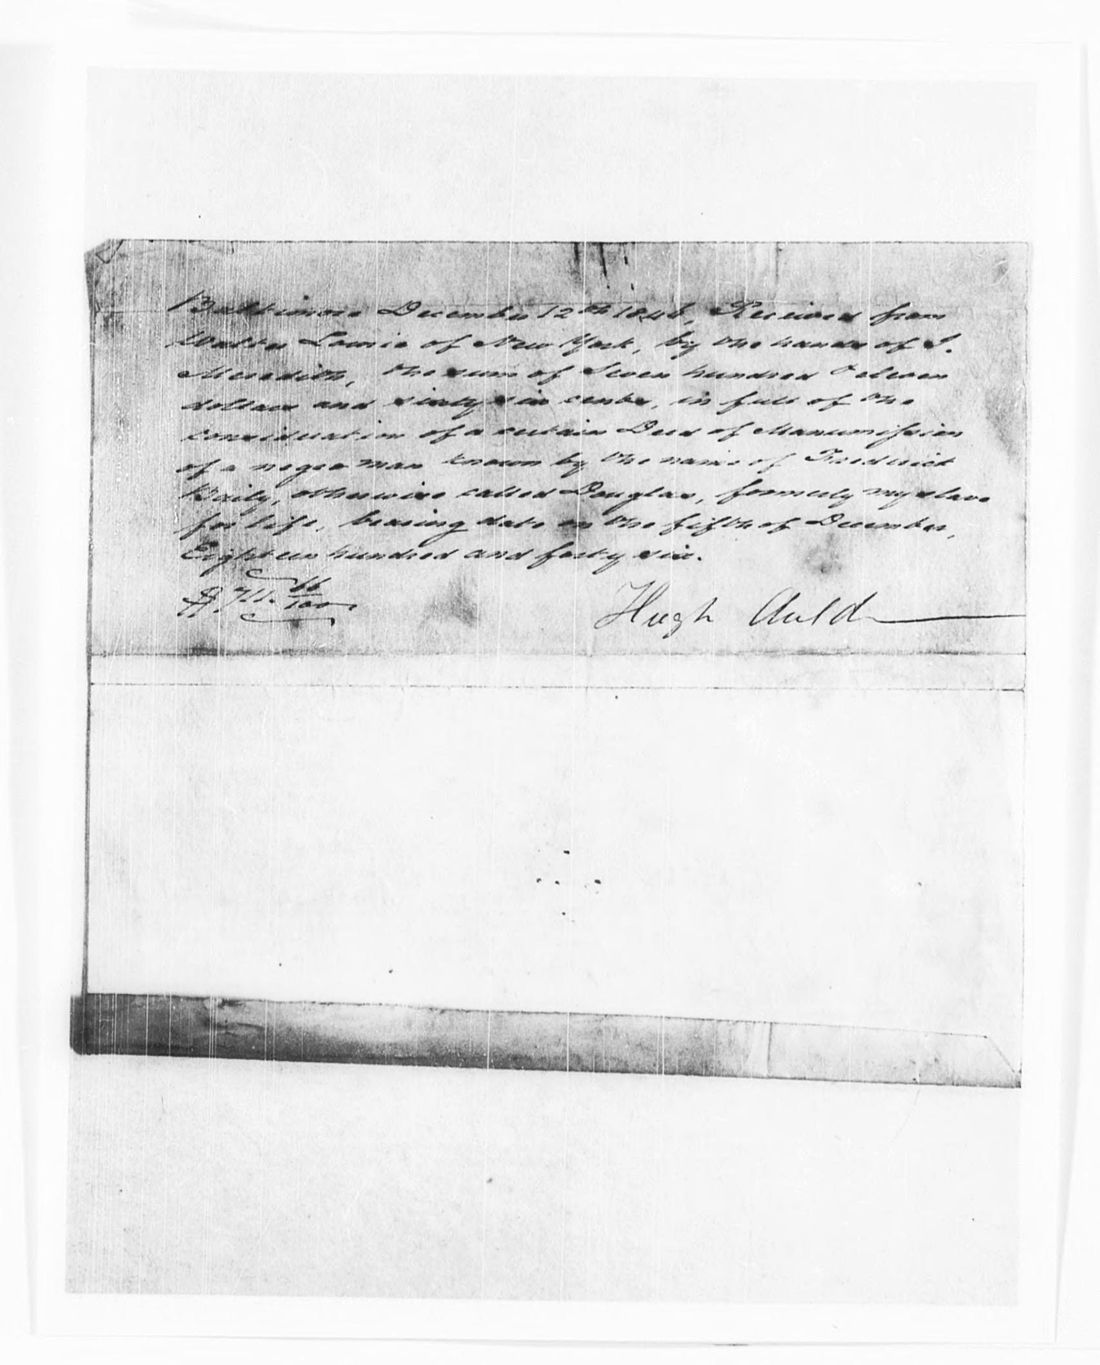 Baltimore December 12th 1846, Received from
Walter Lowrie of New York, by the hands of J.
Meredith, the sum of Seven hundred & eleven
dollars and sixty six cents, in full of the
consideration of a certain Deed of Manumission
of a negro man known by the name of Frederick
Baily, otherwise called Douglas, formerly my slave
for life, bearing date on the fifth of December,
Eighteen hundred and forty six.
$711. 66/100
Hugh Auld